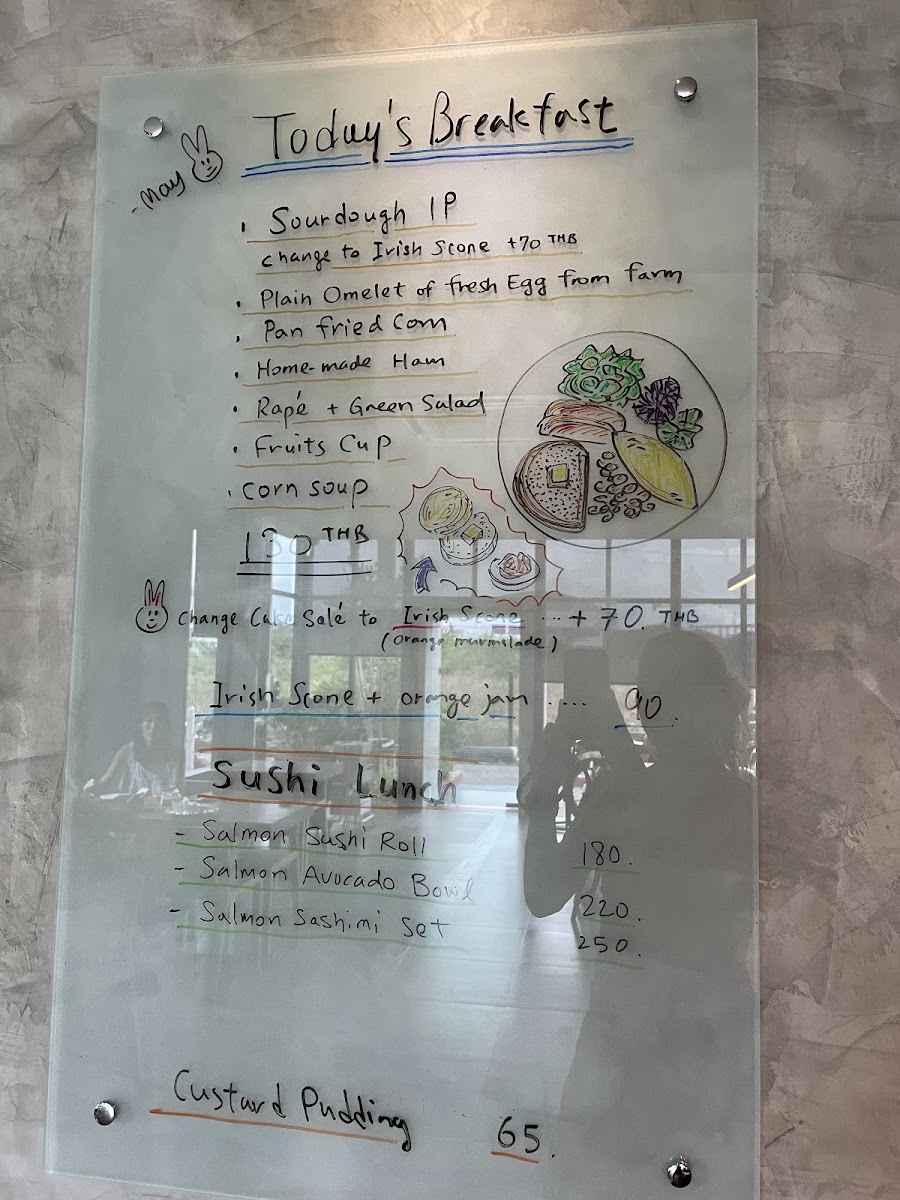 Today's Breakfast
- May
· Sourdough 1P
change to Irish Scone +70 THB
· Plain Omelet of fresh Egg from farm
· Pan fried Corn
· Home-made Ham
· Rapé + Green Salad
· Fruits Cup
· Corn soup
130 THB
Change Cake Salé to Irish Scone ... + 70. THB
(orange marmalade)
Irish Scone + orange jam ..... 90.
Sushi Lunch
- Salmon Sushi Roll 180.
- Salmon Avocado Bowl 220.
- Salmon Sashimi Set 250.
Custard Pudding 65.